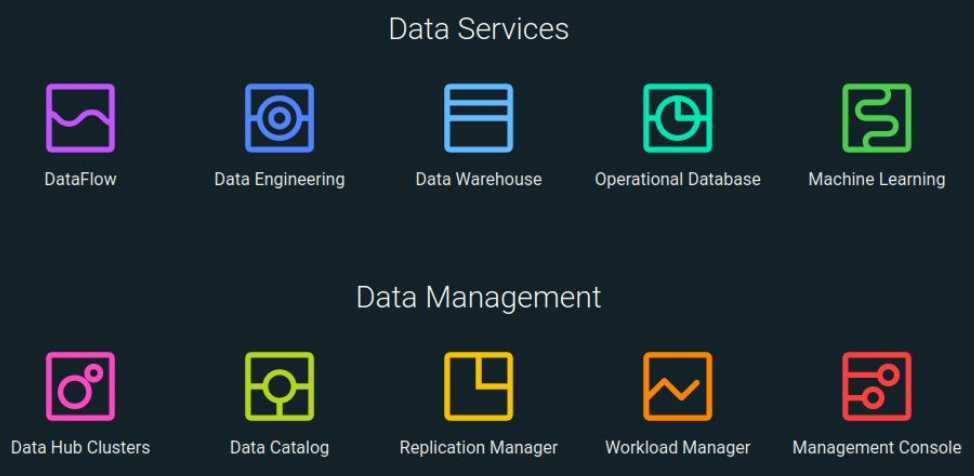 Data Services
DataFlow
Data Engineering
Data Warehouse
Operational Database
Machine Learning
Data Management
Data Hub Clusters
Data Catalog
Replication Manager
Workload Manager
Management Console